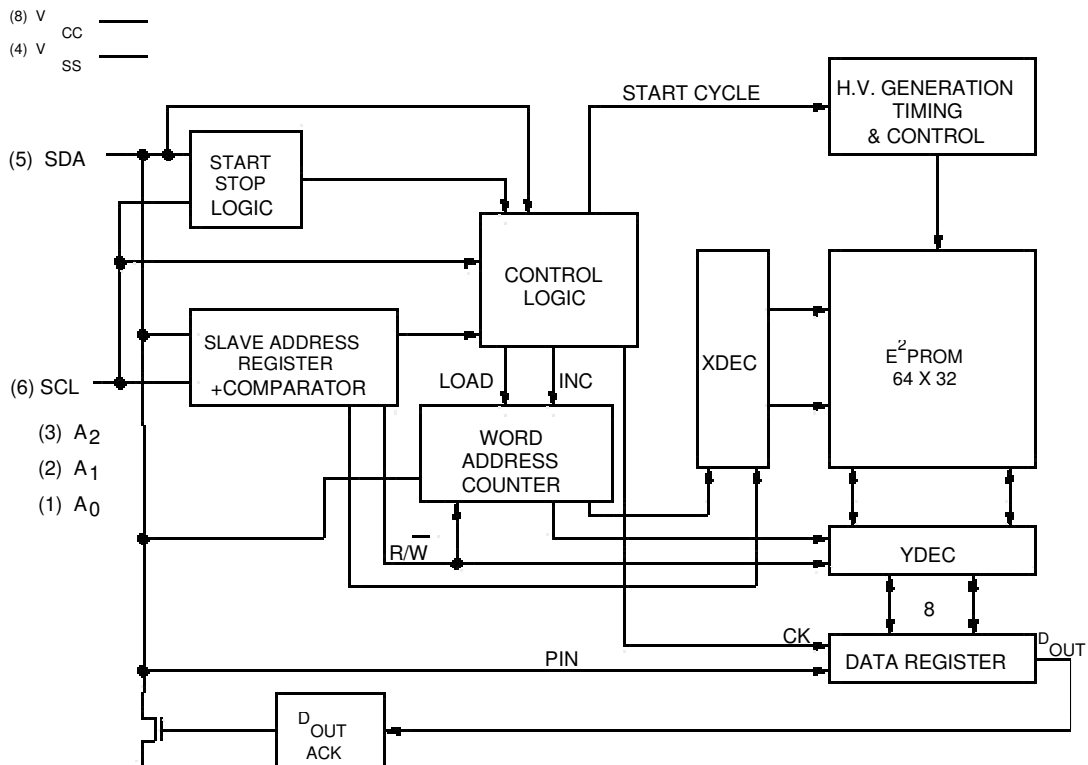 (8) V
CC
(4) V
SS
START CYCLE
H.V. GENERATION
TIMING
& CONTROL
(5) SDA
START
STOP
LOGIC
CONTROL
LOGIC
SLAVE ADDRESS
REGISTER
+COMPARATOR
(6) SCL
LOAD
INC
XDEC
E2PROM
64 X 32
(3) A2
(2) A1
(1) A0
WORD
ADDRESS
COUNTER
R/W̅
YDEC
8
CK
PIN
DATA REGISTER
DOUT
DOUT
ACK